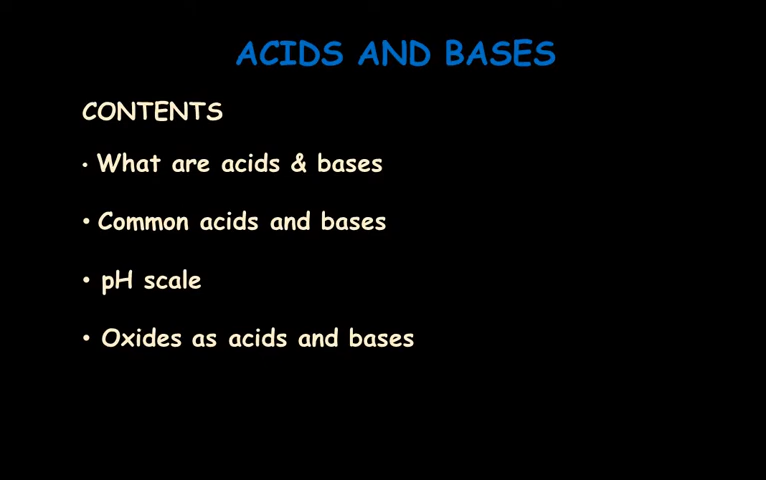 ACIDS AND BASES
CONTENTS
• What are acids & bases
• Common acids and bases
• pH scale
• Oxides as acids and bases